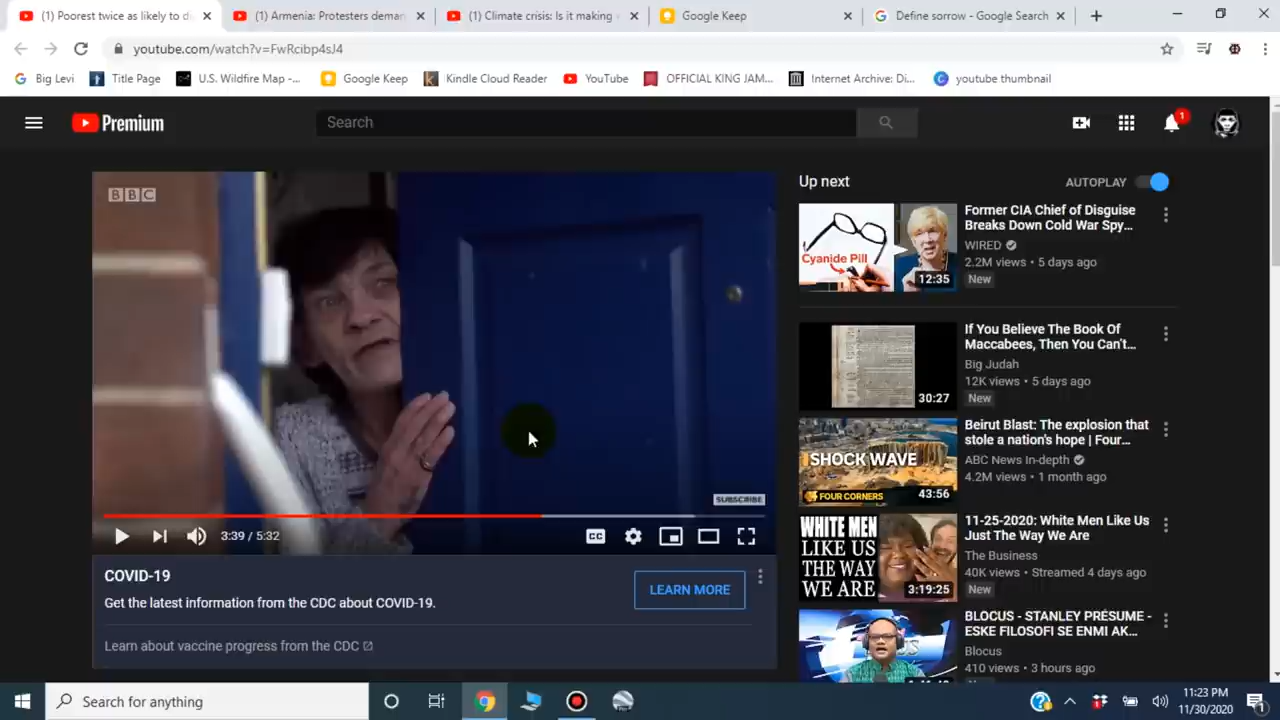 (1) Poorest twice as likely to di
(1) Armenia: Protesters deman
(1) Climate crisis: Is it making
Google Keep
Define sorrow - Google Search
youtube.com/watch?v=FwRcibp4sJ4
Big Levi
Title Page
U.S. Wildfire Map -...
Google Keep
Kindle Cloud Reader
YouTube
OFFICIAL KING JAM...
Internet Archive: Di...
youtube thumbnail
Premium
Search
1
BBC
SUBSCRIBE
3:39 / 5:32
CC
COVID-19
Get the latest information from the CDC about COVID-19.
LEARN MORE
Learn about vaccine progress from the CDC
Up next
AUTOPLAY
Cyanide Pill
12:35
Former CIA Chief of Disguise
Breaks Down Cold War Spy...
WIRED
2.2M views • 5 days ago
New
30:27
If You Believe The Book Of
Maccabees, Then You Can't...
Big Judah
12K views • 5 days ago
New
SHOCK WAVE
FOUR CORNERS
43:56
Beirut Blast: The explosion that
stole a nation's hope | Four...
ABC News In-depth
4.2M views • 1 month ago
WHITE MEN
LIKE US
THE WAY
WE ARE
3:19:25
11-25-2020: White Men Like Us
Just The Way We Are
The Business
40K views • Streamed 4 days ago
New
BLOCUS - STANLEY PRÉSUME -
ESKE FILOSOFI SE ENMI AK...
Blocus
410 views • 3 hours ago
Search for anything
11:23 PM
11/30/2020
1